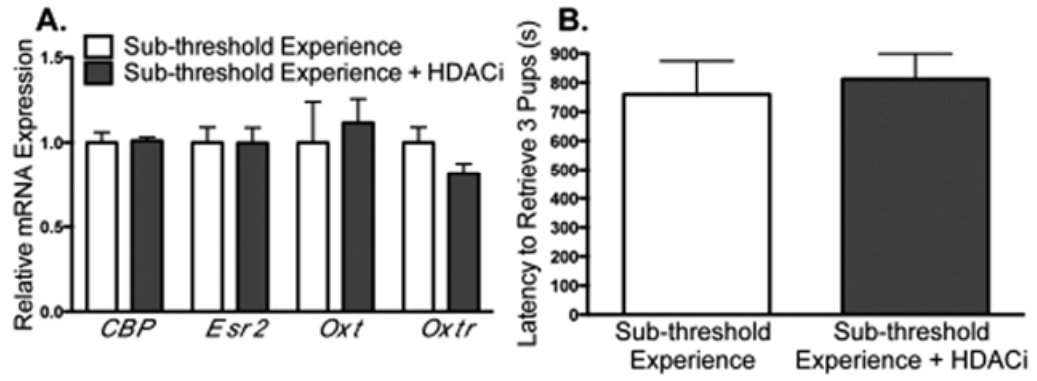 A.
Relative mRNA Expression
Sub-threshold Experience
Sub-threshold Experience + HDACi
1.5
1.0
0.5
0.0
CBP Esr2 Oxt Oxtr
B.
Latency to Retrieve 3 Pups (s)
900
800
700
600
500
400
300
200
100
0
Sub-threshold
Experience
Sub-threshold
Experience + HDACi